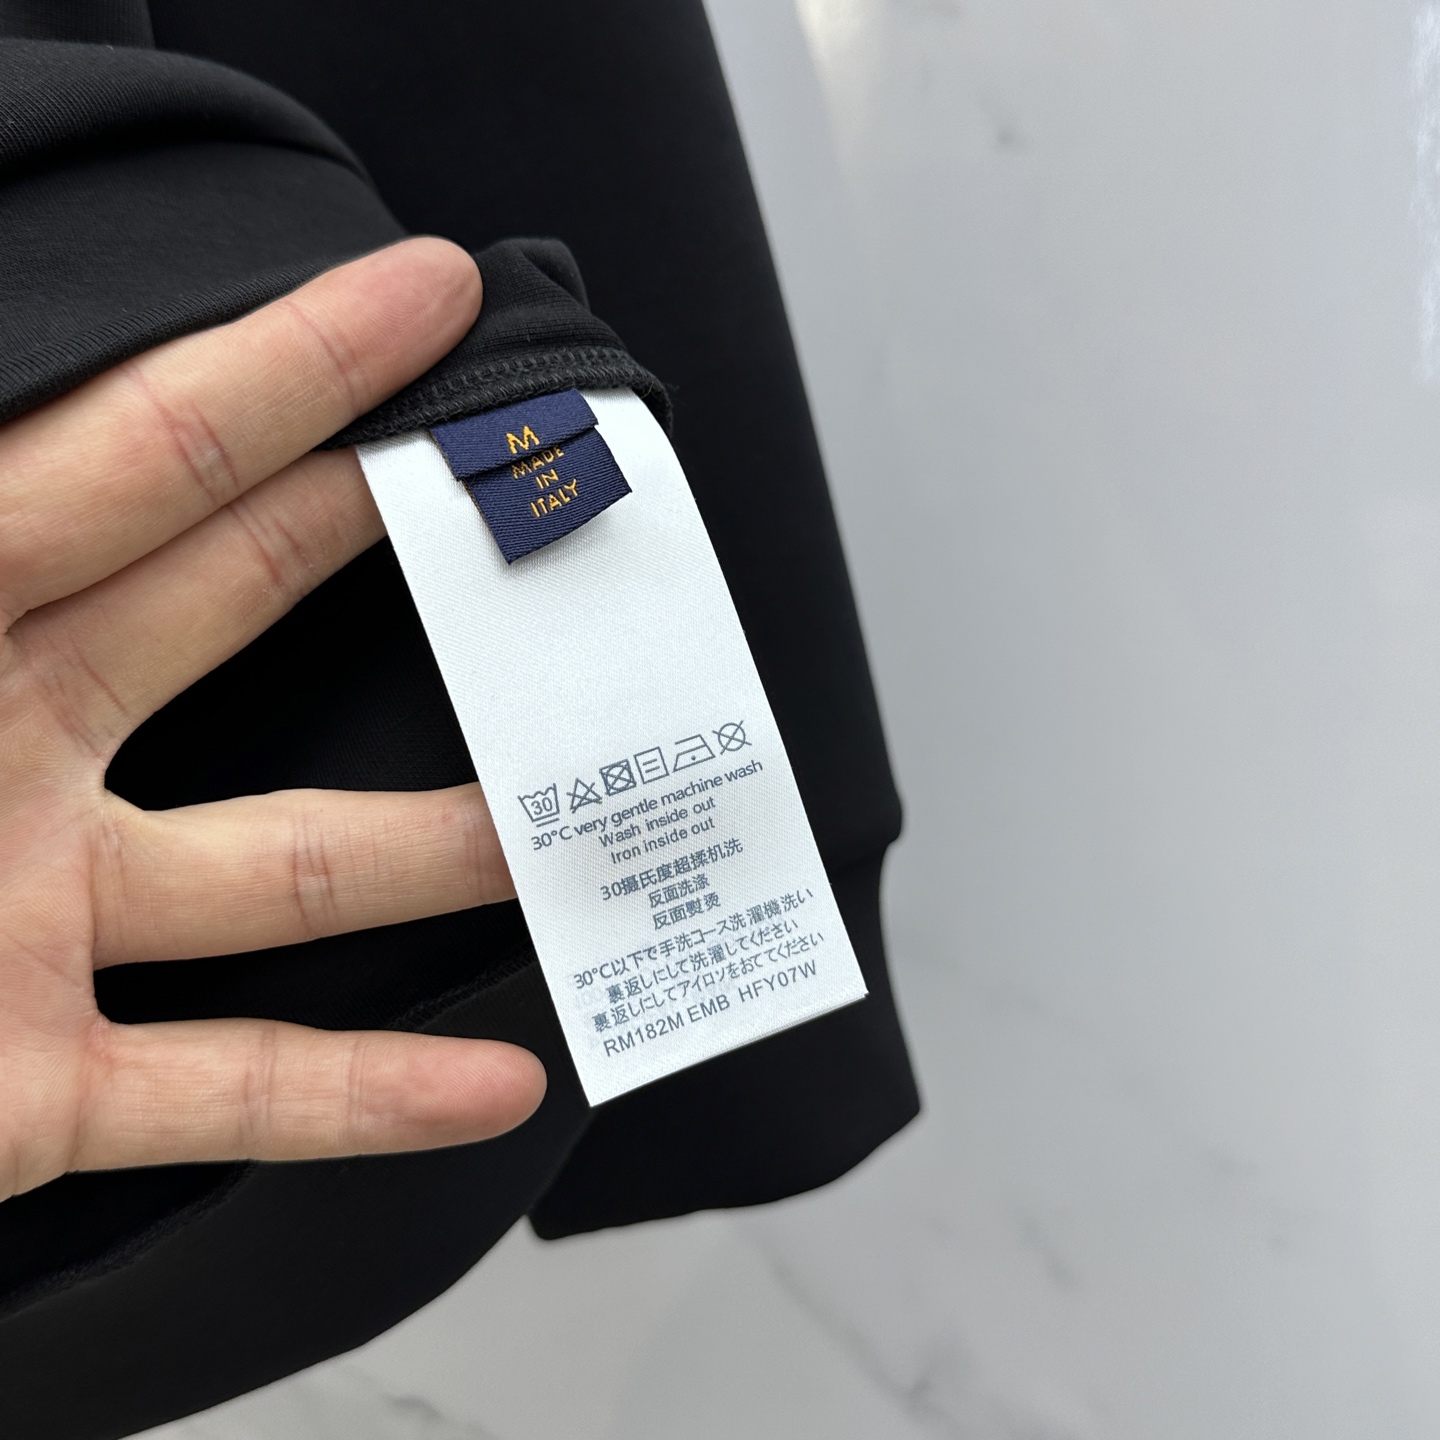 M
MADE
IN
ITALY
30
30°C very gentle machine wash
Wash inside out
Iron inside out
30摄氏度超揉机洗
反面洗涤
反面熨烫
30°C以下で手洗コース洗濯機洗い
裏返しにして洗濯してください
裏返しにしてアイロンをおててください
RM182M EMB HFY07W